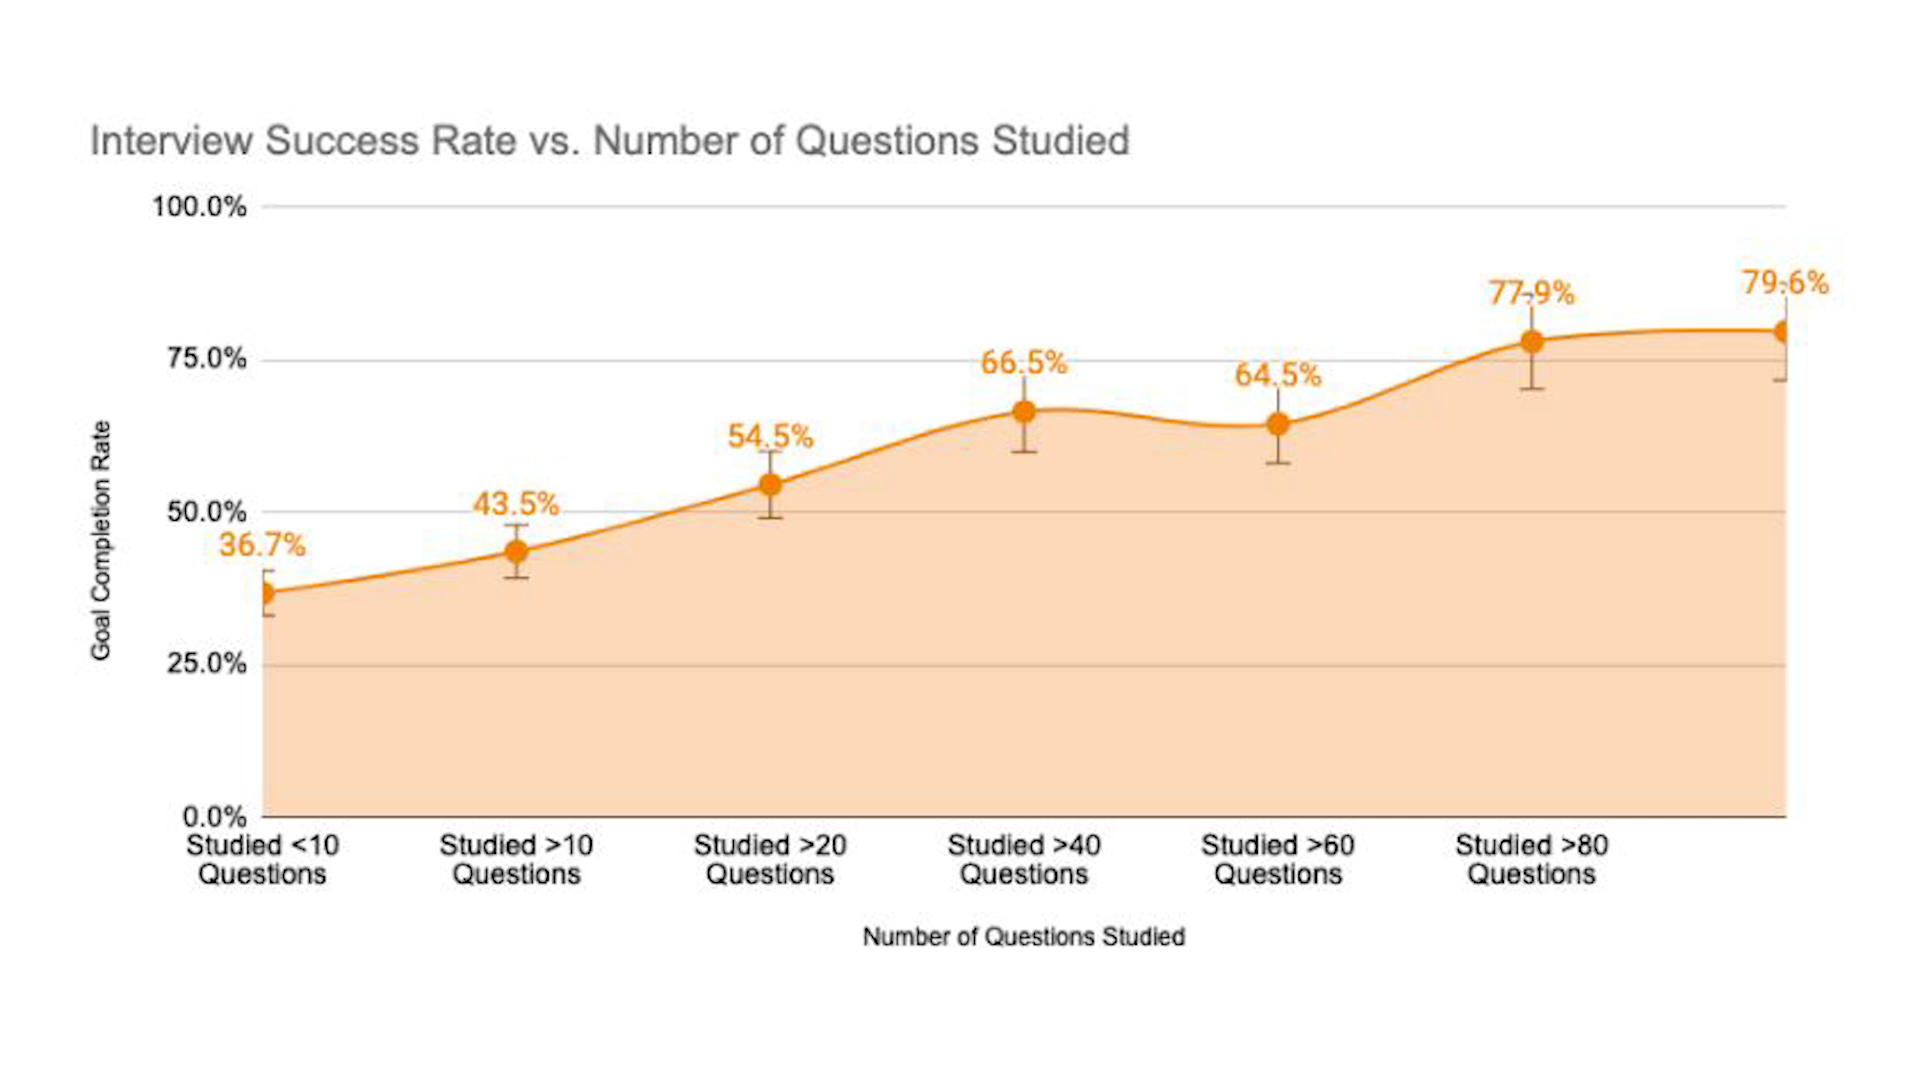 Interview Success Rate vs. Number of Questions Studied
100.0%
75.0%
50.0%
25.0%
0.0%
Goal Completion Rate
36.7%
43.5%
54.5%
66.5%
64.5%
77.9%
79.6%
Studied <10
Questions
Studied >10
Questions
Studied >20
Questions
Studied >40
Questions
Studied >60
Questions
Studied >80
Questions
Number of Questions Studied